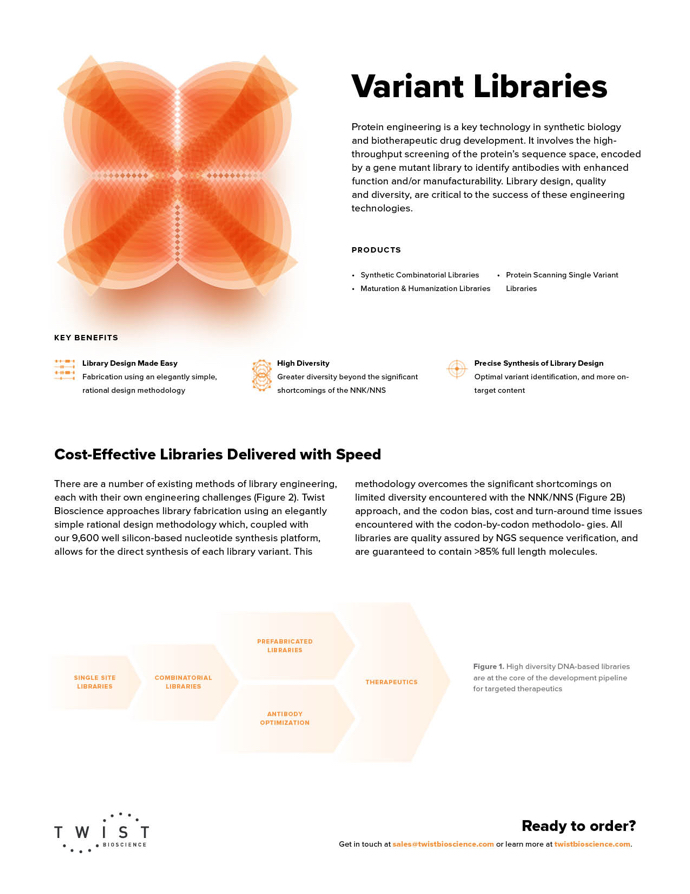 Variant Libraries
Protein engineering is a key technology in synthetic biology
and biotherapeutic drug development. It involves the high-
throughput screening of the protein's sequence space, encoded
by a gene mutant library to identify antibodies with enhanced
function and/or manufacturability. Library design, quality
and diversity, are critical to the success of these engineering
technologies.
PRODUCTS
• Synthetic Combinatorial Libraries
• Maturation & Humanization Libraries
• Protein Scanning Single Variant
Libraries
KEY BENEFITS
Library Design Made Easy
Fabrication using an elegantly simple,
rational design methodology
High Diversity
Greater diversity beyond the significant
shortcomings of the NNK/NNS
Precise Synthesis of Library Design
Optimal variant identification, and more on-
target content
Cost-Effective Libraries Delivered with Speed
There are a number of existing methods of library engineering,
each with their own engineering challenges (Figure 2). Twist
Bioscience approaches library fabrication using an elegantly
simple rational design methodology which, coupled with
our 9,600 well silicon-based nucleotide synthesis platform,
allows for the direct synthesis of each library variant. This
methodology overcomes the significant shortcomings on
limited diversity encountered with the NNK/NNS (Figure 2B)
approach, and the codon bias, cost and turn-around time issues
encountered with the codon-by-codon methodolo- gies. All
libraries are quality assured by NGS sequence verification, and
are guaranteed to contain >85% full length molecules.
SINGLE SITE
LIBRARIES
COMBINATORIAL
LIBRARIES
PREFABRICATED
LIBRARIES
ANTIBODY
OPTIMIZATION
THERAPEUTICS
Figure 1. High diversity DNA-based libraries
are at the core of the development pipeline
for targeted therapeutics
TWIST
BIOSCIENCE
Ready to order?
Get in touch at sales@twistbioscience.com or learn more at twistbioscience.com.